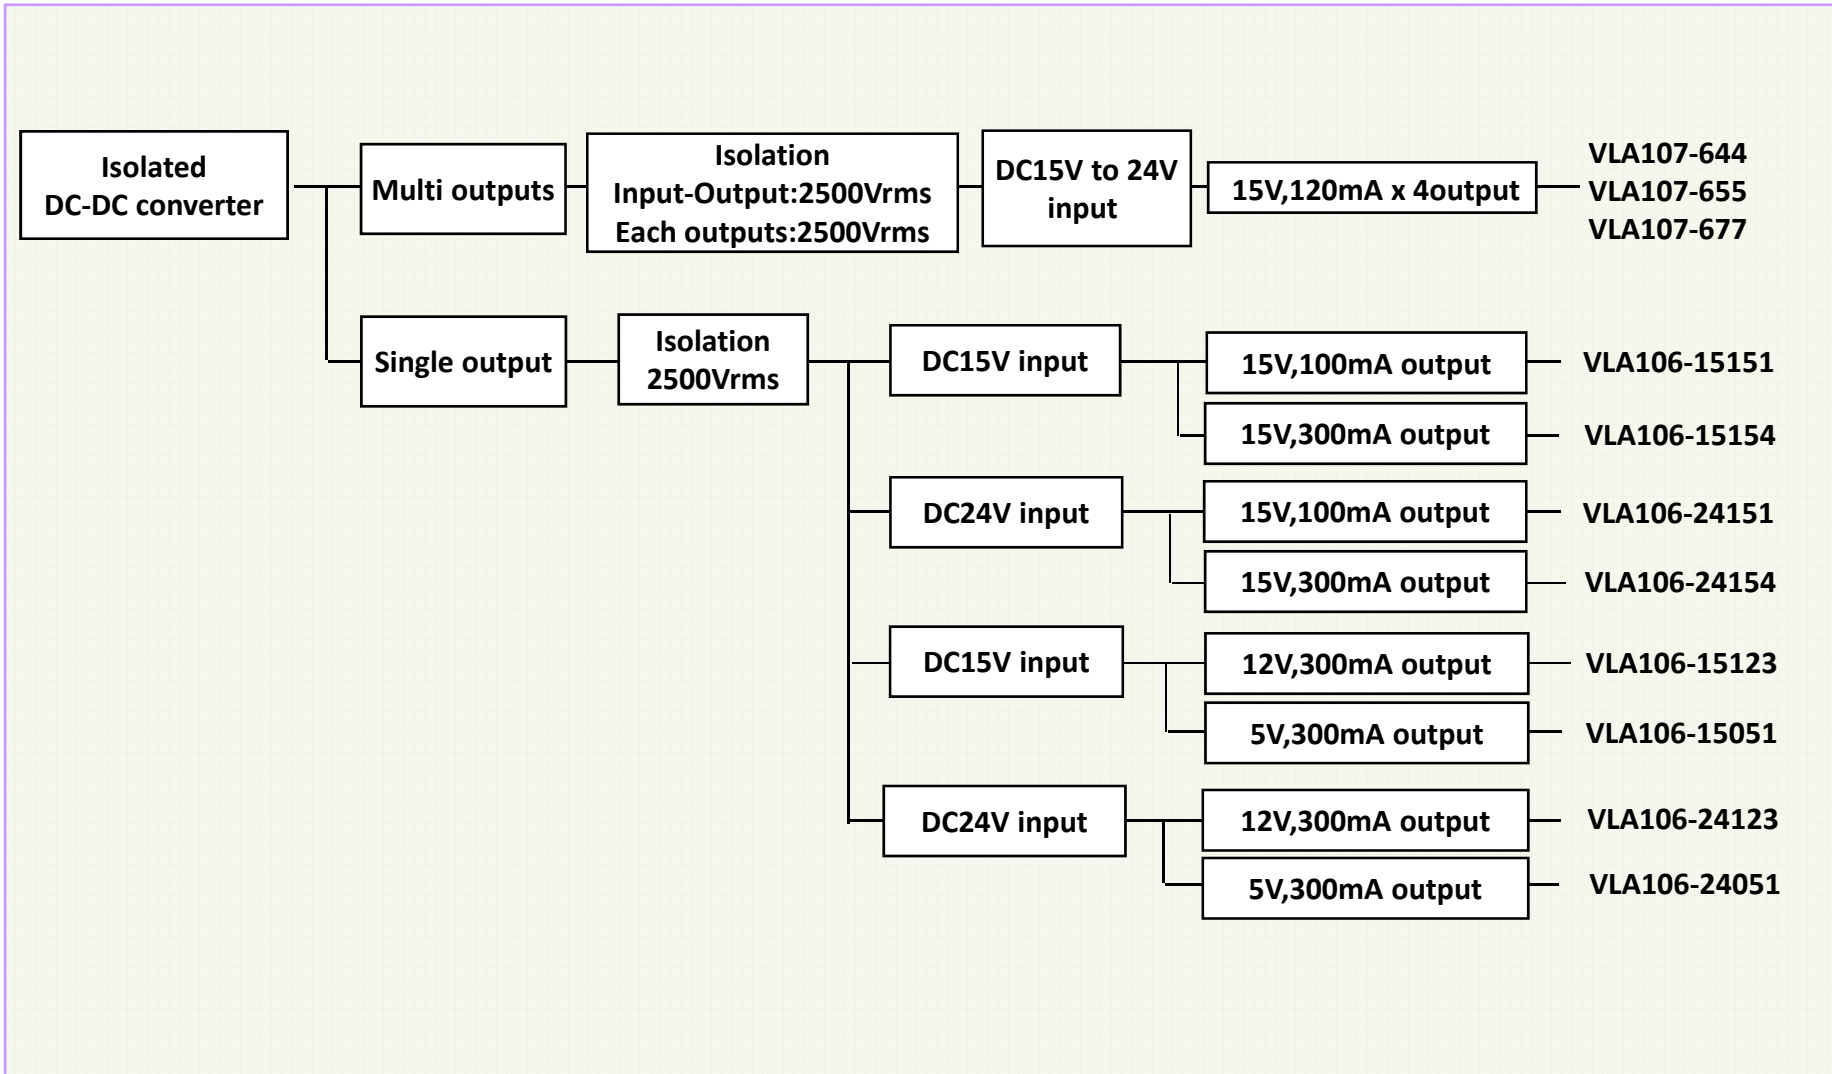 Isolated
DC-DC converter
Multi outputs
Isolation
Input-Output:2500Vrms
Each outputs:2500Vrms
DC15V to 24V
input
15V,120mA x 4output
VLA107-644
VLA107-655
VLA107-677
Single output
Isolation
2500Vrms
DC15V input
15V,100mA output
VLA106-15151
15V,300mA output
VLA106-15154
DC24V input
15V,100mA output
VLA106-24151
15V,300mA output
VLA106-24154
DC15V input
12V,300mA output
VLA106-15123
5V,300mA output
VLA106-15051
DC24V input
12V,300mA output
VLA106-24123
5V,300mA output
VLA106-24051